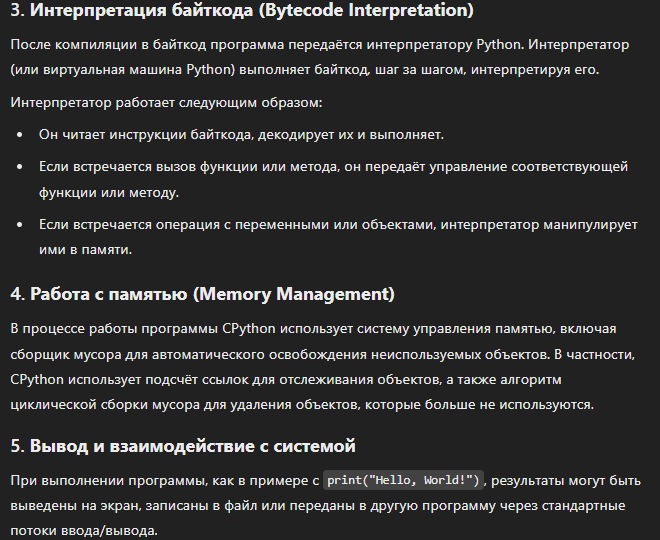 3. Интерпретация байткода (Bytecode Interpretation)
После компиляции в байткод программа передаётся интерпретатору Python. Интерпретатор
(или виртуальная машина Python) выполняет байткод, шаг за шагом, интерпретируя его.
Интерпретатор работает следующим образом:
• Он читает инструкции байткода, декодирует их и выполняет.
• Если встречается вызов функции или метода, он передаёт управление соответствующей
функции или методу.
• Если встречается операция с переменными или объектами, интерпретатор манипулирует
ими в памяти.
4. Работа с памятью (Memory Management)
В процессе работы программы CPython использует систему управления памятью, включая
сборщик мусора для автоматического освобождения неиспользуемых объектов. В частности,
CPython использует подсчёт ссылок для отслеживания объектов, а также алгоритм
циклической сборки мусора для удаления объектов, которые больше не используются.
5. Вывод и взаимодействие с системой
При выполнении программы, как в примере с print("Hello, World!"), результаты могут быть
выведены на экран, записаны в файл или переданы в другую программу через стандартные
потоки ввода/вывода.